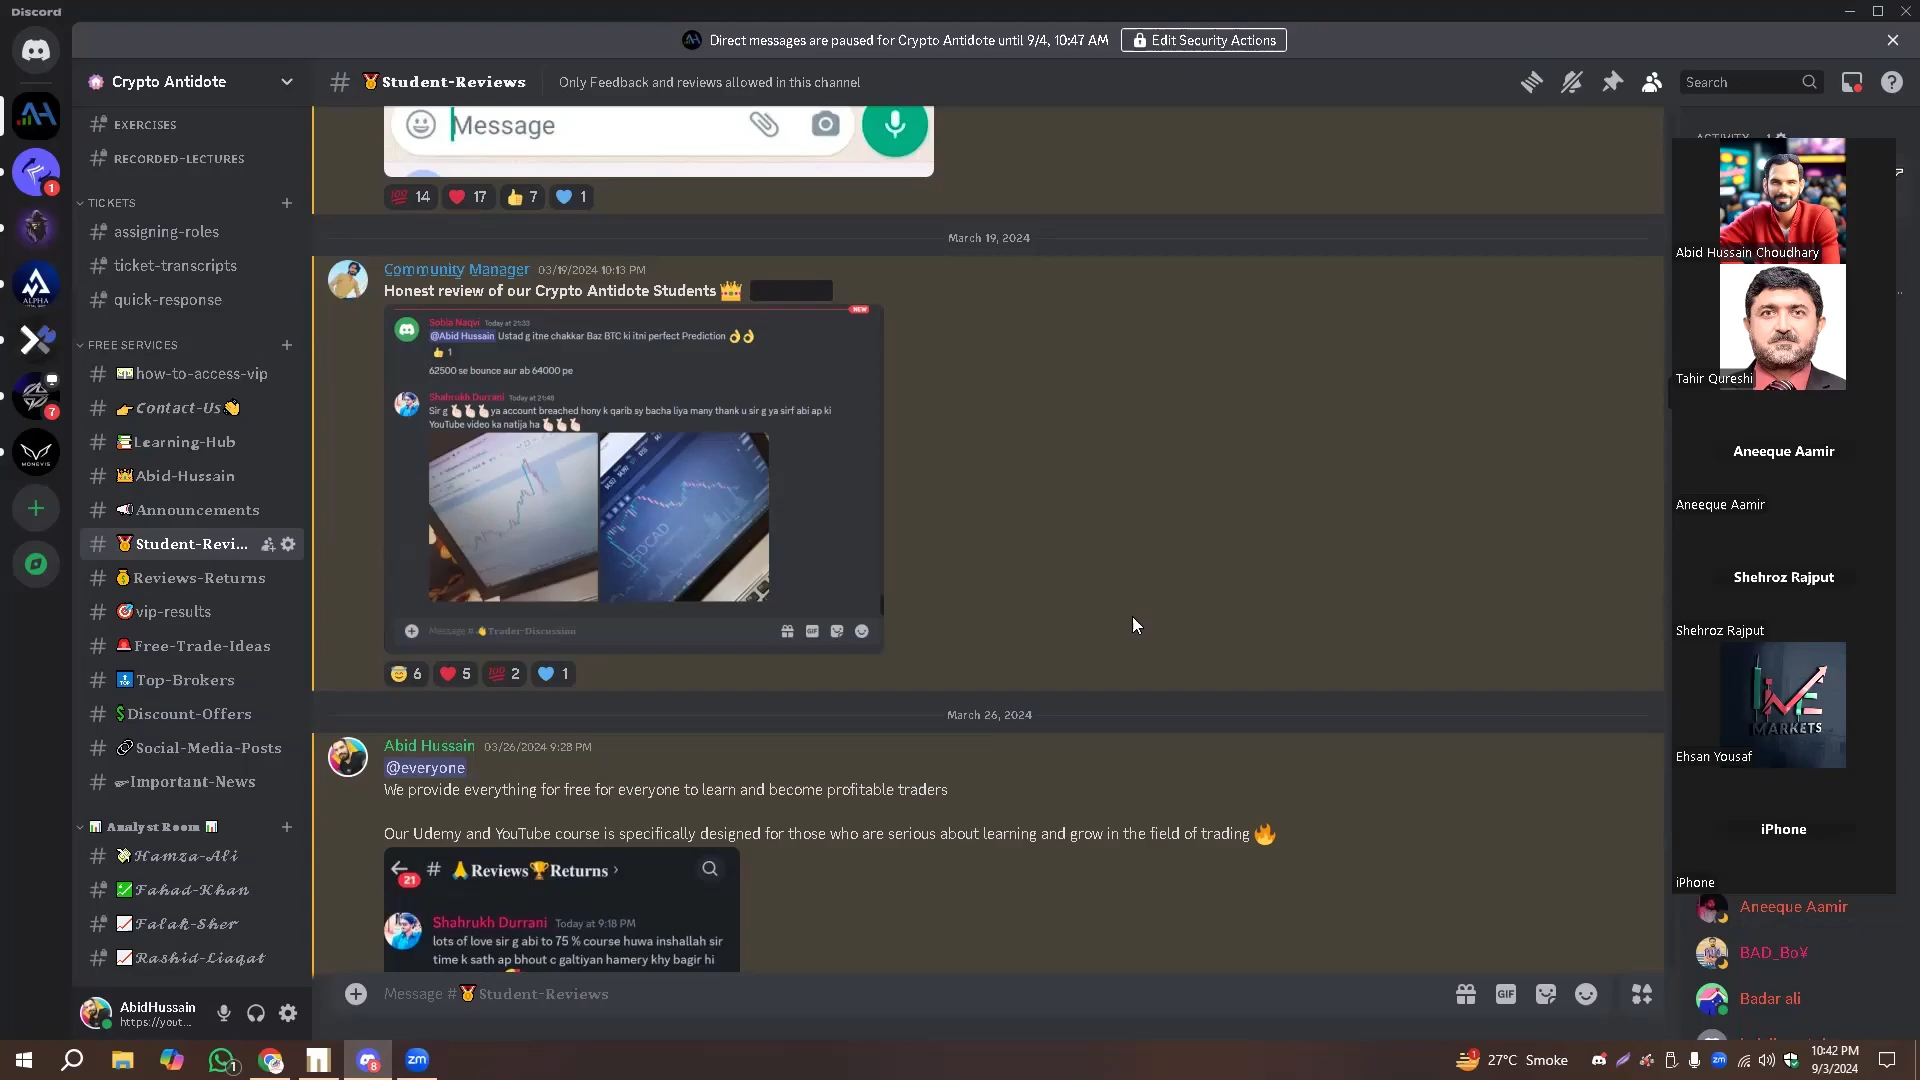 Discord
Direct messages are paused for Crypto Antidote until 9/4, 10:47 AM
Edit Security Actions
Crypto Antidote
🏅Student-Reviews
Only Feedback and reviews allowed in this channel
Search
EXERCISES
RECORDED-LECTURES
TICKETS
assigning-roles
ticket-transcripts
quick-response
FREE SERVICES
how-to-access-vip
👉Contact-Us👋
📚Learning-Hub
👑Abid-Hussain
📢Announcements
🏅Student-Revi...
Reviews-Returns
🎯vip-results
🚨Free-Trade-Ideas
🔝Top-Brokers
💲Discount-Offers
🔗Social-Media-Posts
Important-News
📊 Analyst Room 📊
Hamza-Ali
💹Fahad-Khan
📈Falak-Sher
📈Rashid-Liaqat
AbidHussain
https://yout...
1
7
Message
💯 14 ❤️ 17 👍 7 💙 1
March 19, 2024
Community Manager 03/19/2024 10:13 PM
Honest review of our Crypto Antidote Students 👑
NEW
Sobia Naqvi Today at 21:33
@Abid Hussain Ustad g itne chakkar Baz BTC ki itni perfect Prediction 👌👌
👍 1
62500 se bounce aur ab 64000 pe
Shahrukh Durrani Today at 21:48
Sir g 🫰🏻🫰🏻🫰🏻ya account breached hony k qarib sy bacha liya many thank u sir g ya sirf abi ap ki
YouTube video ka natija ha 🫰🏻🫰🏻🫰🏻
USDCAD
Message #👋Trader-Discussion
GIF
😇 6 ❤️ 5 💯 2 💙 1
March 26, 2024
Abid Hussain 03/26/2024 9:28 PM
@everyone
We provide everything for free for everyone to learn and become profitable traders
Our Udemy and YouTube course is specifically designed for those who are serious about learning and grow in the field of trading 🔥
21
# 🙏Reviews🏆Returns ›
Shahrukh Durrani Today at 9:18 PM
lots of love sir g abi to 75 % course huwa inshallah sir
time k sath ap bhout c galtiyan hamery khy bagir hi
Message #🏅Student-Reviews
GIF
Abid Hussain Choudhary
Tahir Qureshi
Aneeque Aamir
Aneeque Aamir
Shehroz Rajput
Shehroz Rajput
MARKETS
Ehsan Yousaf
iPhone
iPhone
Aneeque Aamir
BAD_Bo¥
Badar ali
ALPHA
MONEVIS
1
8
zm
1
27°C Smoke
zm
10:42 PM
9/3/2024